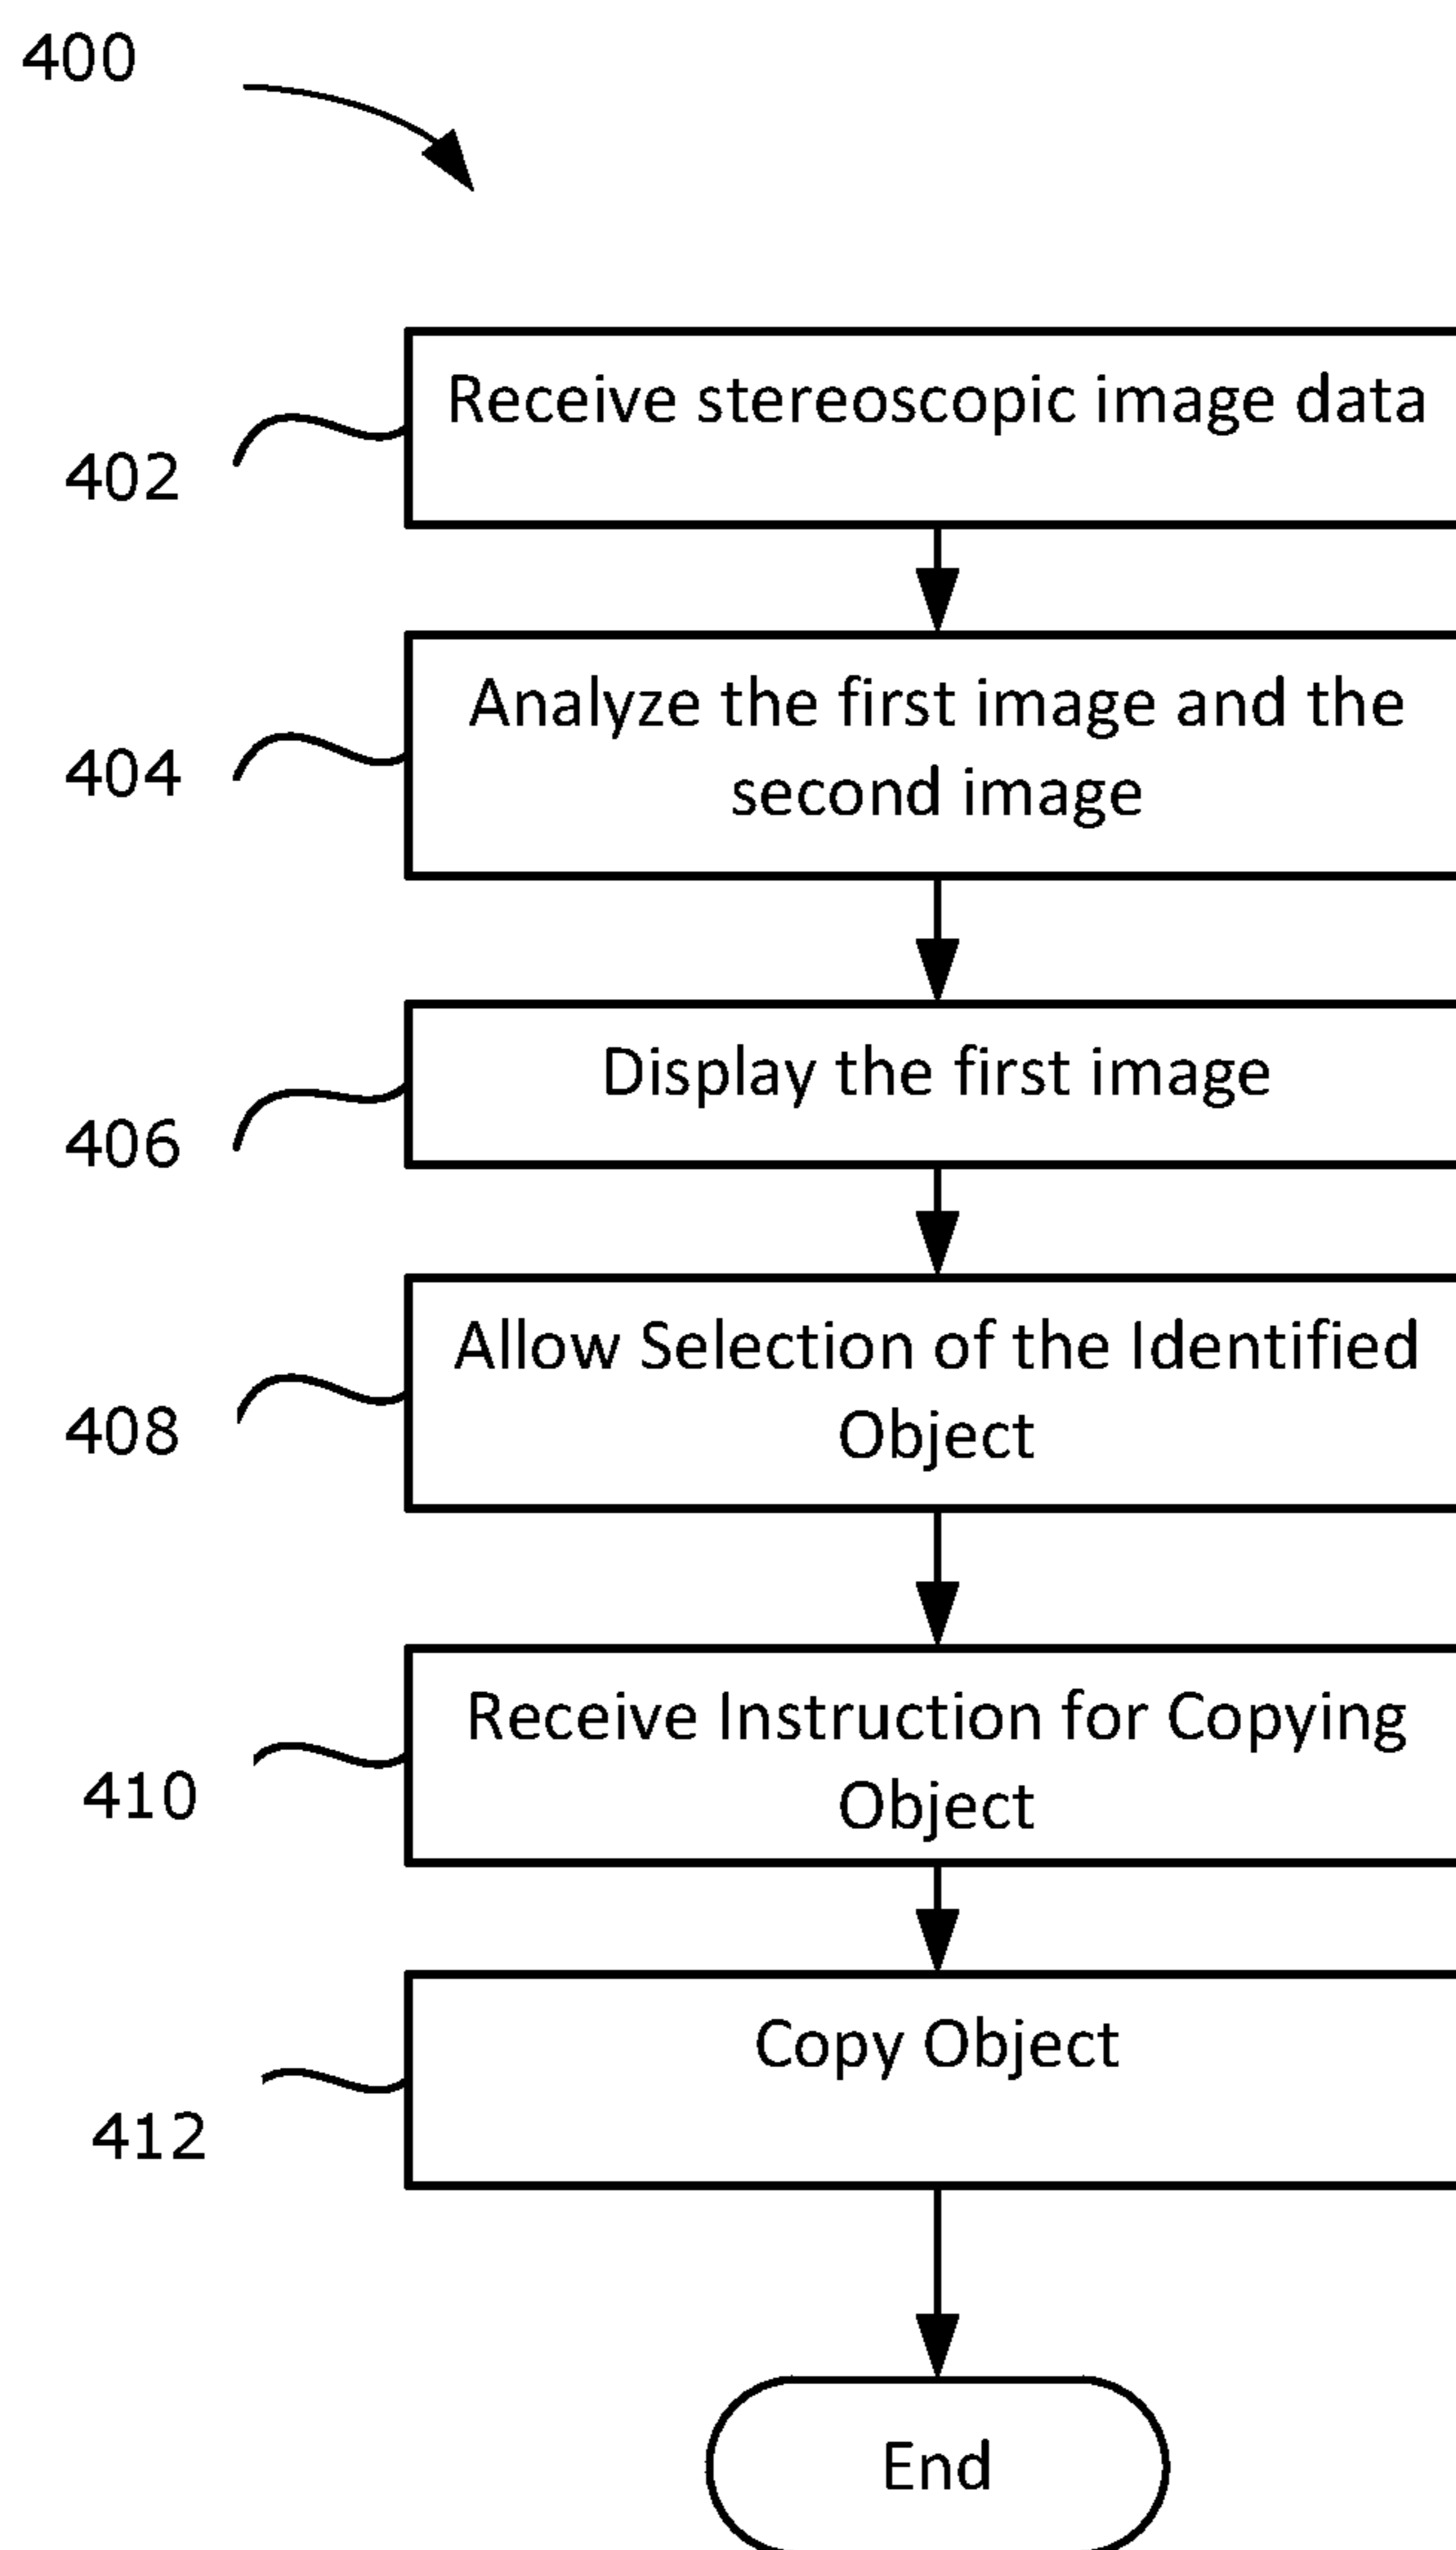 400
Receive stereoscopic image data
402
Analyze the first image and the
second image
404
Display the first image
406
Allow Selection of the Identified
Object
408
Receive Instruction for Copying
Object
410
Copy Object
412
End